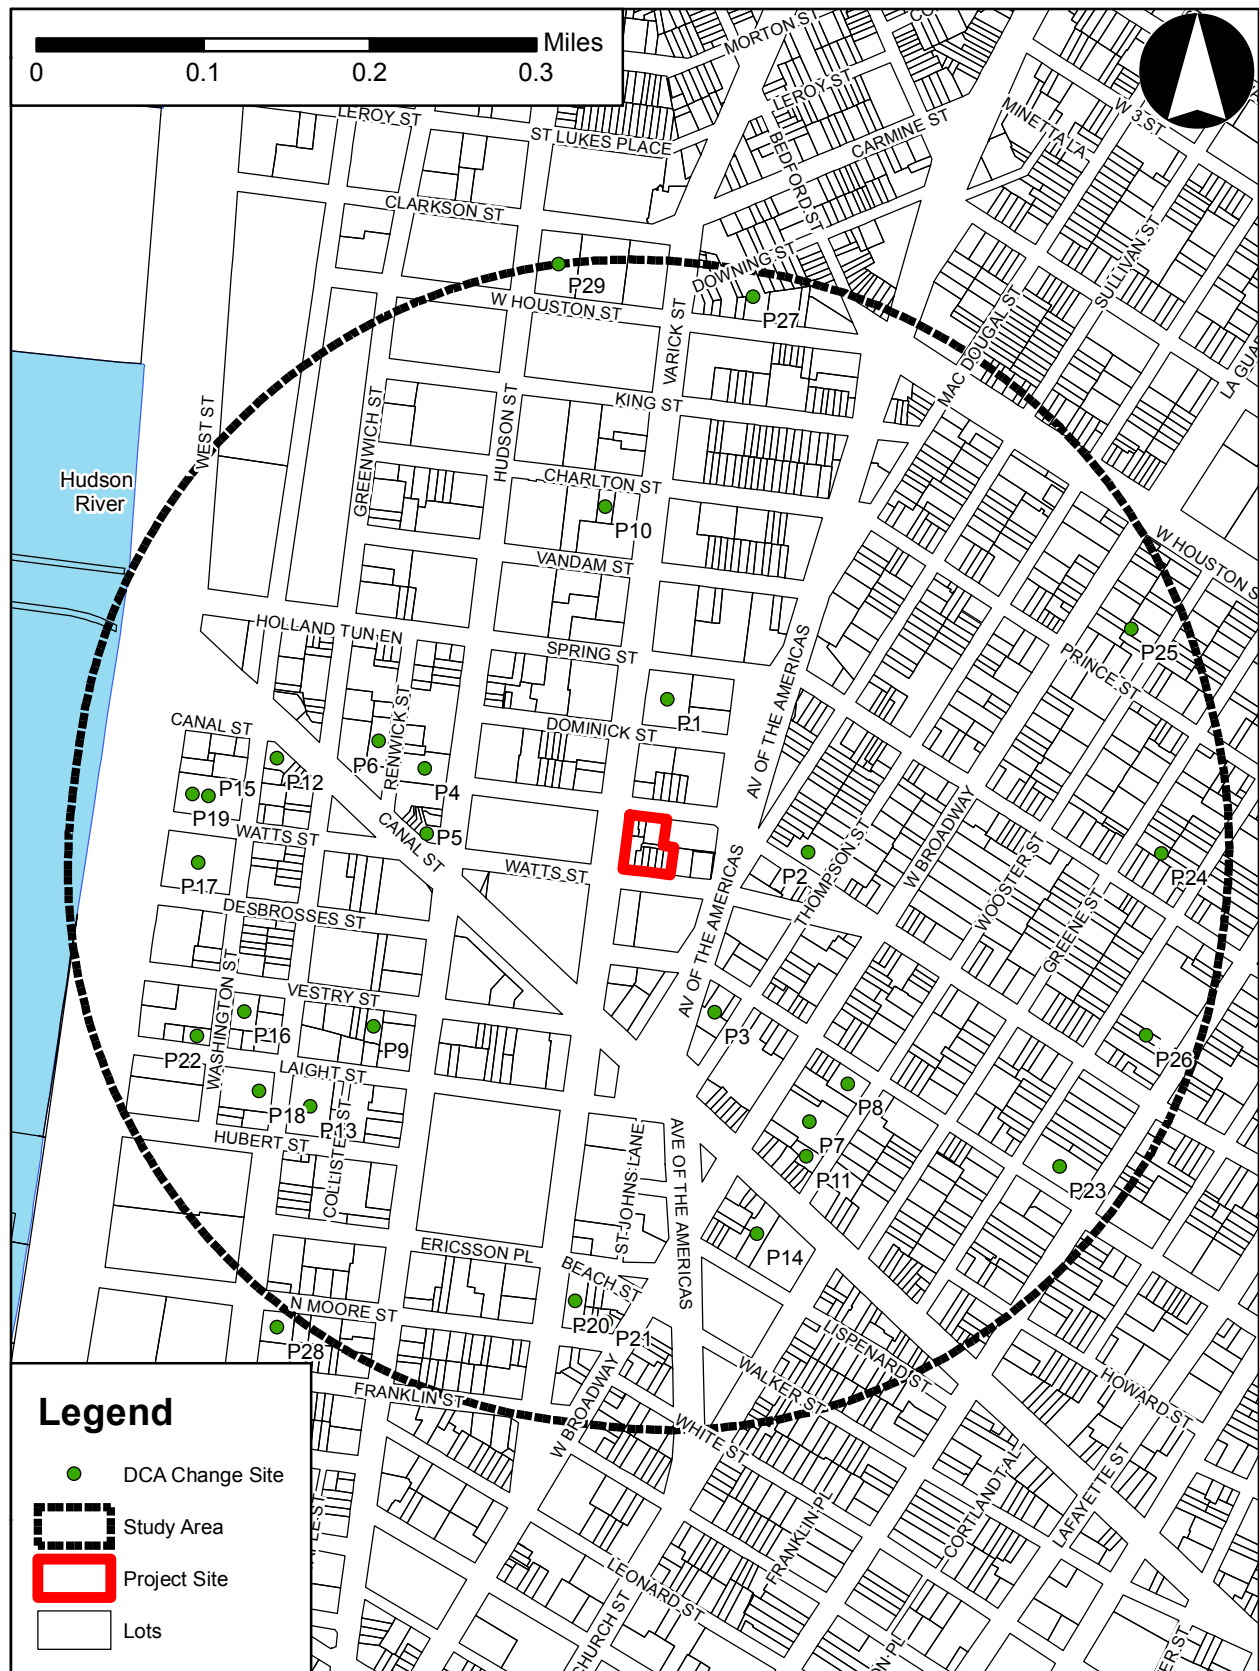 Miles
0
0.1
0.2
0.3
MORTON ST
LEROY ST
LEROY ST
ST LUKES PLACE
BEDFORD ST
CARMINE ST
MINETTA LA
W 3 ST
CLARKSON ST
DOWNING ST
SULLIVAN ST
P29
P27
W HOUSTON ST
VARICK ST
MAC DOUGAL ST
LA GUA
WEST ST
GREENWICH ST
HUDSON ST
KING ST
Hudson
River
CHARLTON ST
P10
VANDAM ST
W HOUSTON S
HOLLAND TUN EN
SPRING ST
AV OF THE AMERICAS
P25
PRINCE ST
RENWICK ST
P1
DOMINICK ST
CANAL ST
P6
P12
P4
P15
P19
P5
WATTS ST
CANAL ST
WATTS ST
P2
THOMPSON ST
W BROADWAY
WOOSTER ST
GREENE ST
P24
P17
DESBROSSES ST
AV OF THE AMERICAS
WASHINGTON ST
VESTRY ST
P16
P9
P3
P22
P26
LAIGHT ST
P8
P18
P13
P7
HUBERT ST
COLLISTER ST
P11
P23
ST JOHNS LANE
AVE OF THE AMERICAS
ERICSSON PL
P14
BEACH ST
N MOORE ST
P20
P21
P28
LISPENARD ST
WALKER ST
HOWARD ST
FRANKLIN ST
W BROADWAY
WHITE ST
CORTLANDT AL
LAFAYETTE ST
FRANKLIN PL
LEONARD ST
CHURCH ST
Legend
DCA Change Site
Study Area
Project Site
Lots